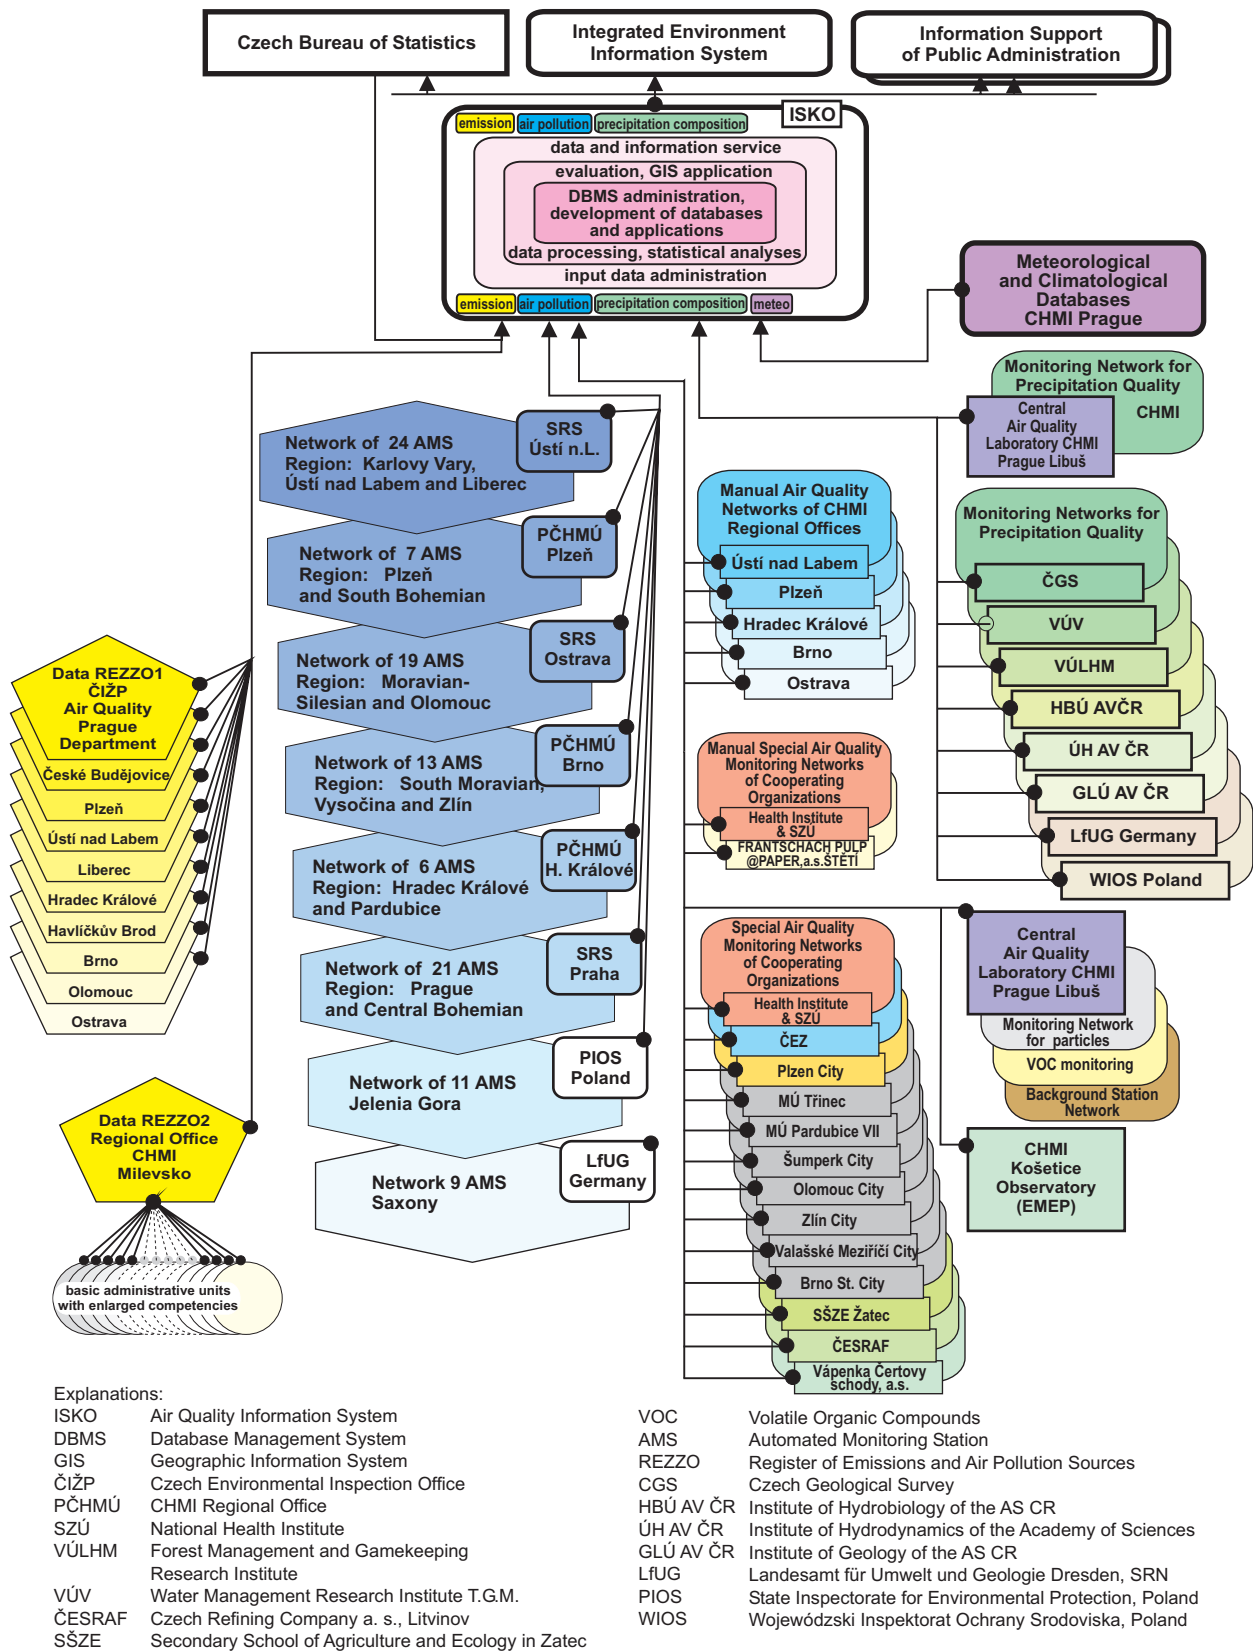 Czech Bureau of Statistics
Integrated Environment
Information System
Information Support
of Public Administration
ISKO
emission
air pollution
precipitation composition
data and information service
evaluation, GIS application
DBMS administration,
development of databases
and applications
data processing, statistical analyses
input data administration
emission
air pollution
precipitation composition
meteo
Meteorological
and Climatological
Databases
CHMI Prague
Monitoring Network for
Precipitation Quality
CHMI
Central
Air Quality
Laboratory CHMI
Prague Libuš
Network of 24 AMS
Region: Karlovy Vary,
Ústí nad Labem and Liberec
SRS
Ústí n.L.
Network of 7 AMS
Region: Plzeň
and South Bohemian
PČHMÚ
Plzeň
Network of 19 AMS
Region: Moravian-
Silesian and Olomouc
SRS
Ostrava
Network of 13 AMS
Region: South Moravian,
Vysočina and Zlín
PČHMÚ
Brno
Network of 6 AMS
Region: Hradec Králové
and Pardubice
PČHMÚ
H. Králové
Network of 21 AMS
Region: Prague
and Central Bohemian
SRS
Praha
Network of 11 AMS
Jelenia Gora
PIOS
Poland
Network 9 AMS
Saxony
LfUG
Germany
Manual Air Quality
Networks of CHMI
Regional Offices
Ústí nad Labem
Plzeň
Hradec Králové
Brno
Ostrava
Monitoring Networks for
Precipitation Quality
ČGS
VÚV
VÚLHM
HBÚ AVČR
ÚH AV ČR
GLÚ AV ČR
LfUG Germany
WIOS Poland
Manual Special Air Quality
Monitoring Networks
of Cooperating
Organizations
Health Institute
& SZÚ
FRANTSCHACH PULP
@PAPER,a.s.ŠTĚTÍ
Data REZZO1
ČIŽP
Air Quality
Prague
Department
České Budějovice
Plzeň
Ústí nad Labem
Liberec
Hradec Králové
Havlíčkův Brod
Brno
Olomouc
Ostrava
Data REZZO2
Regional Office
CHMI
Milevsko
basic administrative units
with enlarged competencies
Special Air Quality
Monitoring Networks
of Cooperating
Organizations
Health Institute
& SZÚ
ČEZ
Plzen City
MÚ Třinec
MÚ Pardubice VII
Šumperk City
Olomouc City
Zlín City
Valašské Meziříčí City
Brno St. City
SŠZE Žatec
ČESRAF
Vápenka Čertovy
schody, a.s.
Central
Air Quality
Laboratory CHMI
Prague Libuš
Monitoring Network
for particles
VOC monitoring
Background Station
Network
CHMI
Košetice
Observatory
(EMEP)
Explanations:
ISKO Air Quality Information System
DBMS Database Management System
GIS Geographic Information System
ČIŽP Czech Environmental Inspection Office
PČHMÚ CHMI Regional Office
SZÚ National Health Institute
VÚLHM Forest Management and Gamekeeping
Research Institute
VÚV Water Management Research Institute T.G.M.
ČESRAF Czech Refining Company a. s., Litvinov
SŠZE Secondary School of Agriculture and Ecology in Zatec
VOC Volatile Organic Compounds
AMS Automated Monitoring Station
REZZO Register of Emissions and Air Pollution Sources
CGS Czech Geological Survey
HBÚ AV ČR Institute of Hydrobiology of the AS CR
ÚH AV ČR Institute of Hydrodynamics of the Academy of Sciences
GLÚ AV ČR Institute of Geology of the AS CR
LfUG Landesamt für Umwelt und Geologie Dresden, SRN
PIOS State Inspectorate for Environmental Protection, Poland
WIOS Wojewódzski Inspektorat Ochrany Srodoviska, Poland